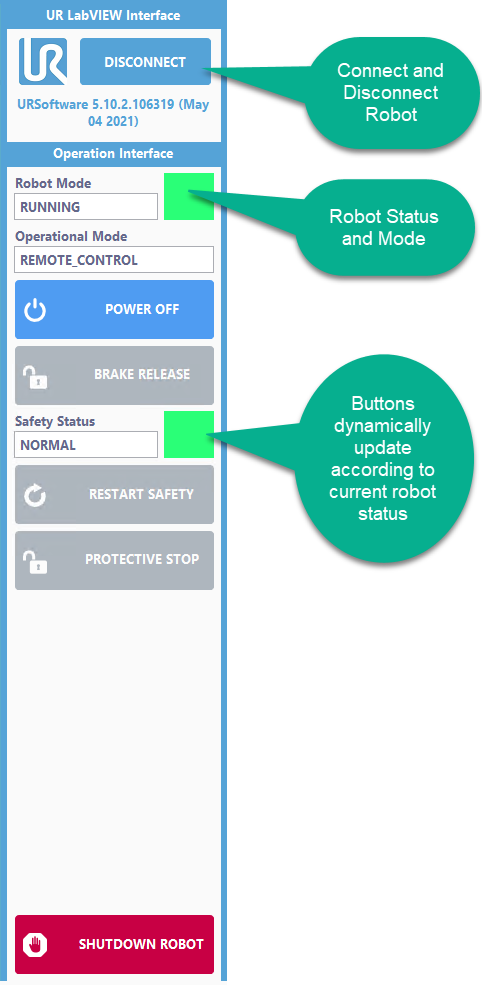 UR LabVIEW Interface
UR
DISCONNECT
URSoftware 5.10.2.106319 (May
04 2021)
Connect and
Disconnect
Robot
Operation Interface
Robot Mode
RUNNING
Robot Status
and Mode
Operational Mode
REMOTE_CONTROL
POWER OFF
BRAKE RELEASE
Safety Status
NORMAL
Buttons
dynamically
update
according to
current robot
status
RESTART SAFETY
PROTECTIVE STOP
SHUTDOWN ROBOT